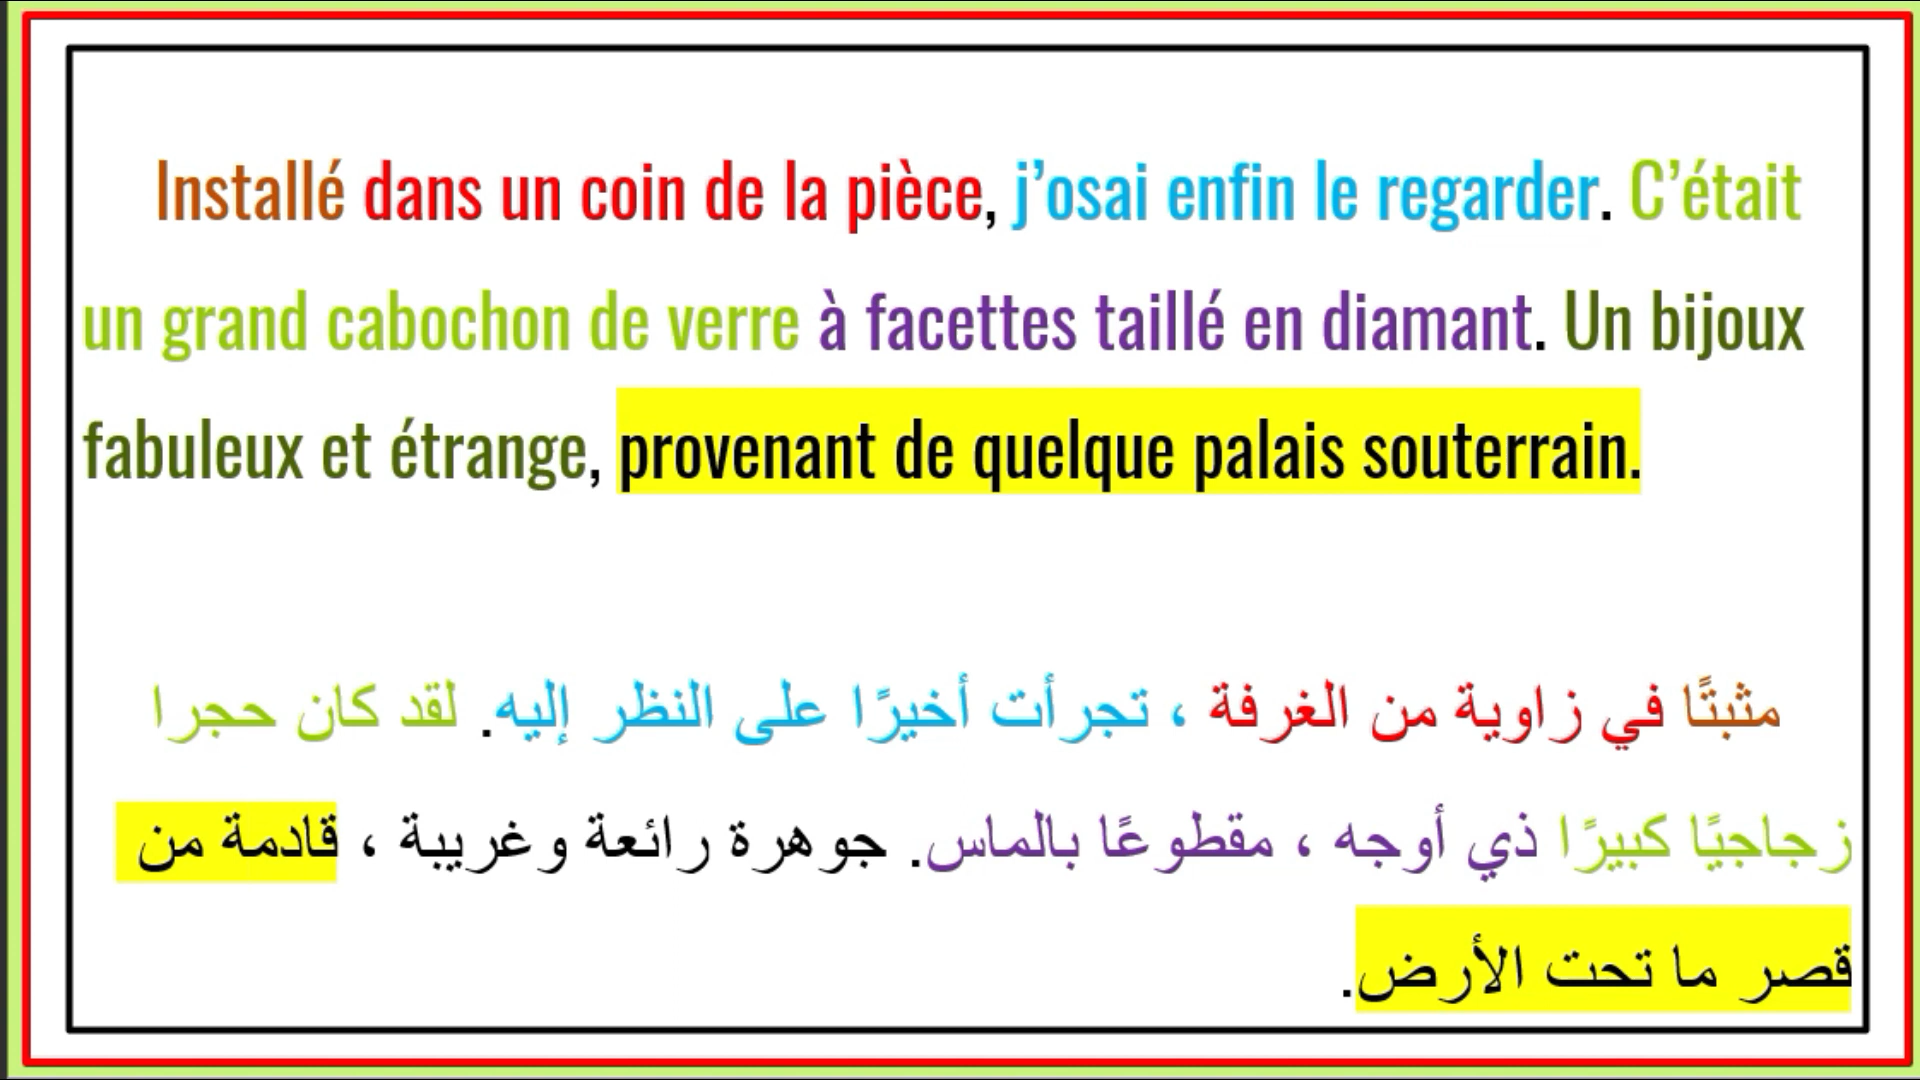 Installé dans un coin de la pièce, j’osai enfin le regarder. C’était
un grand cabochon de verre à facettes taillé en diamant. Un bijoux
fabuleux et étrange, provenant de quelque palais souterrain.
مثبتًا في زاوية من الغرفة ، تجرأت أخيرًا على النظر إليه. لقد كان حجرا
زجاجيًا كبيرًا ذي أوجه ، مقطوعًا بالماس. جوهرة رائعة وغريبة ، قادمة من
قصر ما تحت الأرض.